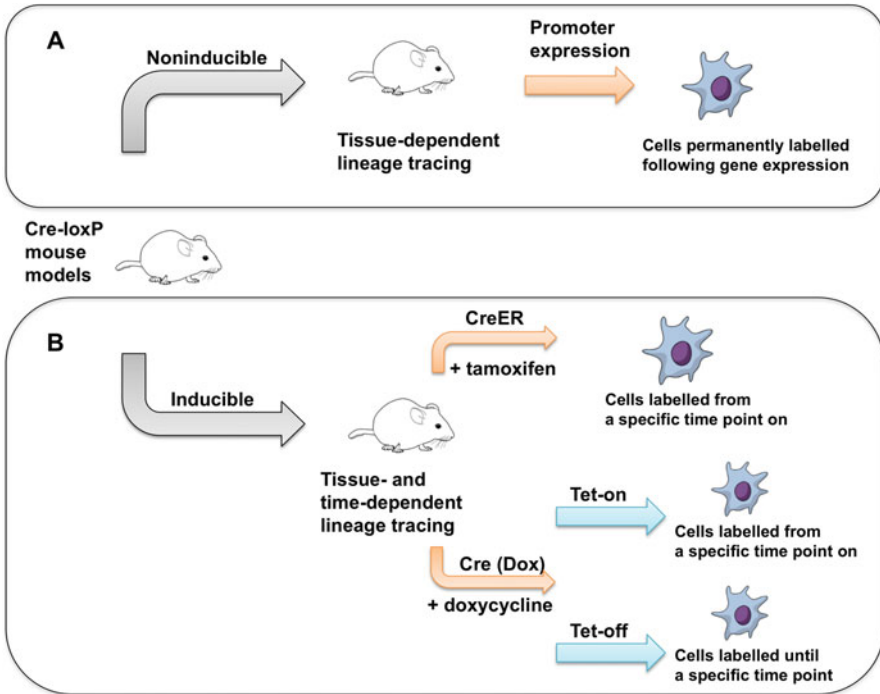 A
Noninducible
Tissue-dependent
lineage tracing
Promoter
expression
Cells permanently labelled
following gene expression
Cre-loxP
mouse
models
B
Inducible
Tissue- and
time-dependent
lineage tracing
CreER
+ tamoxifen
Cells labelled from
a specific time point on
Cre (Dox)
+ doxycycline
Tet-on
Cells labelled from
a specific time point on
Tet-off
Cells labelled until
a specific time point